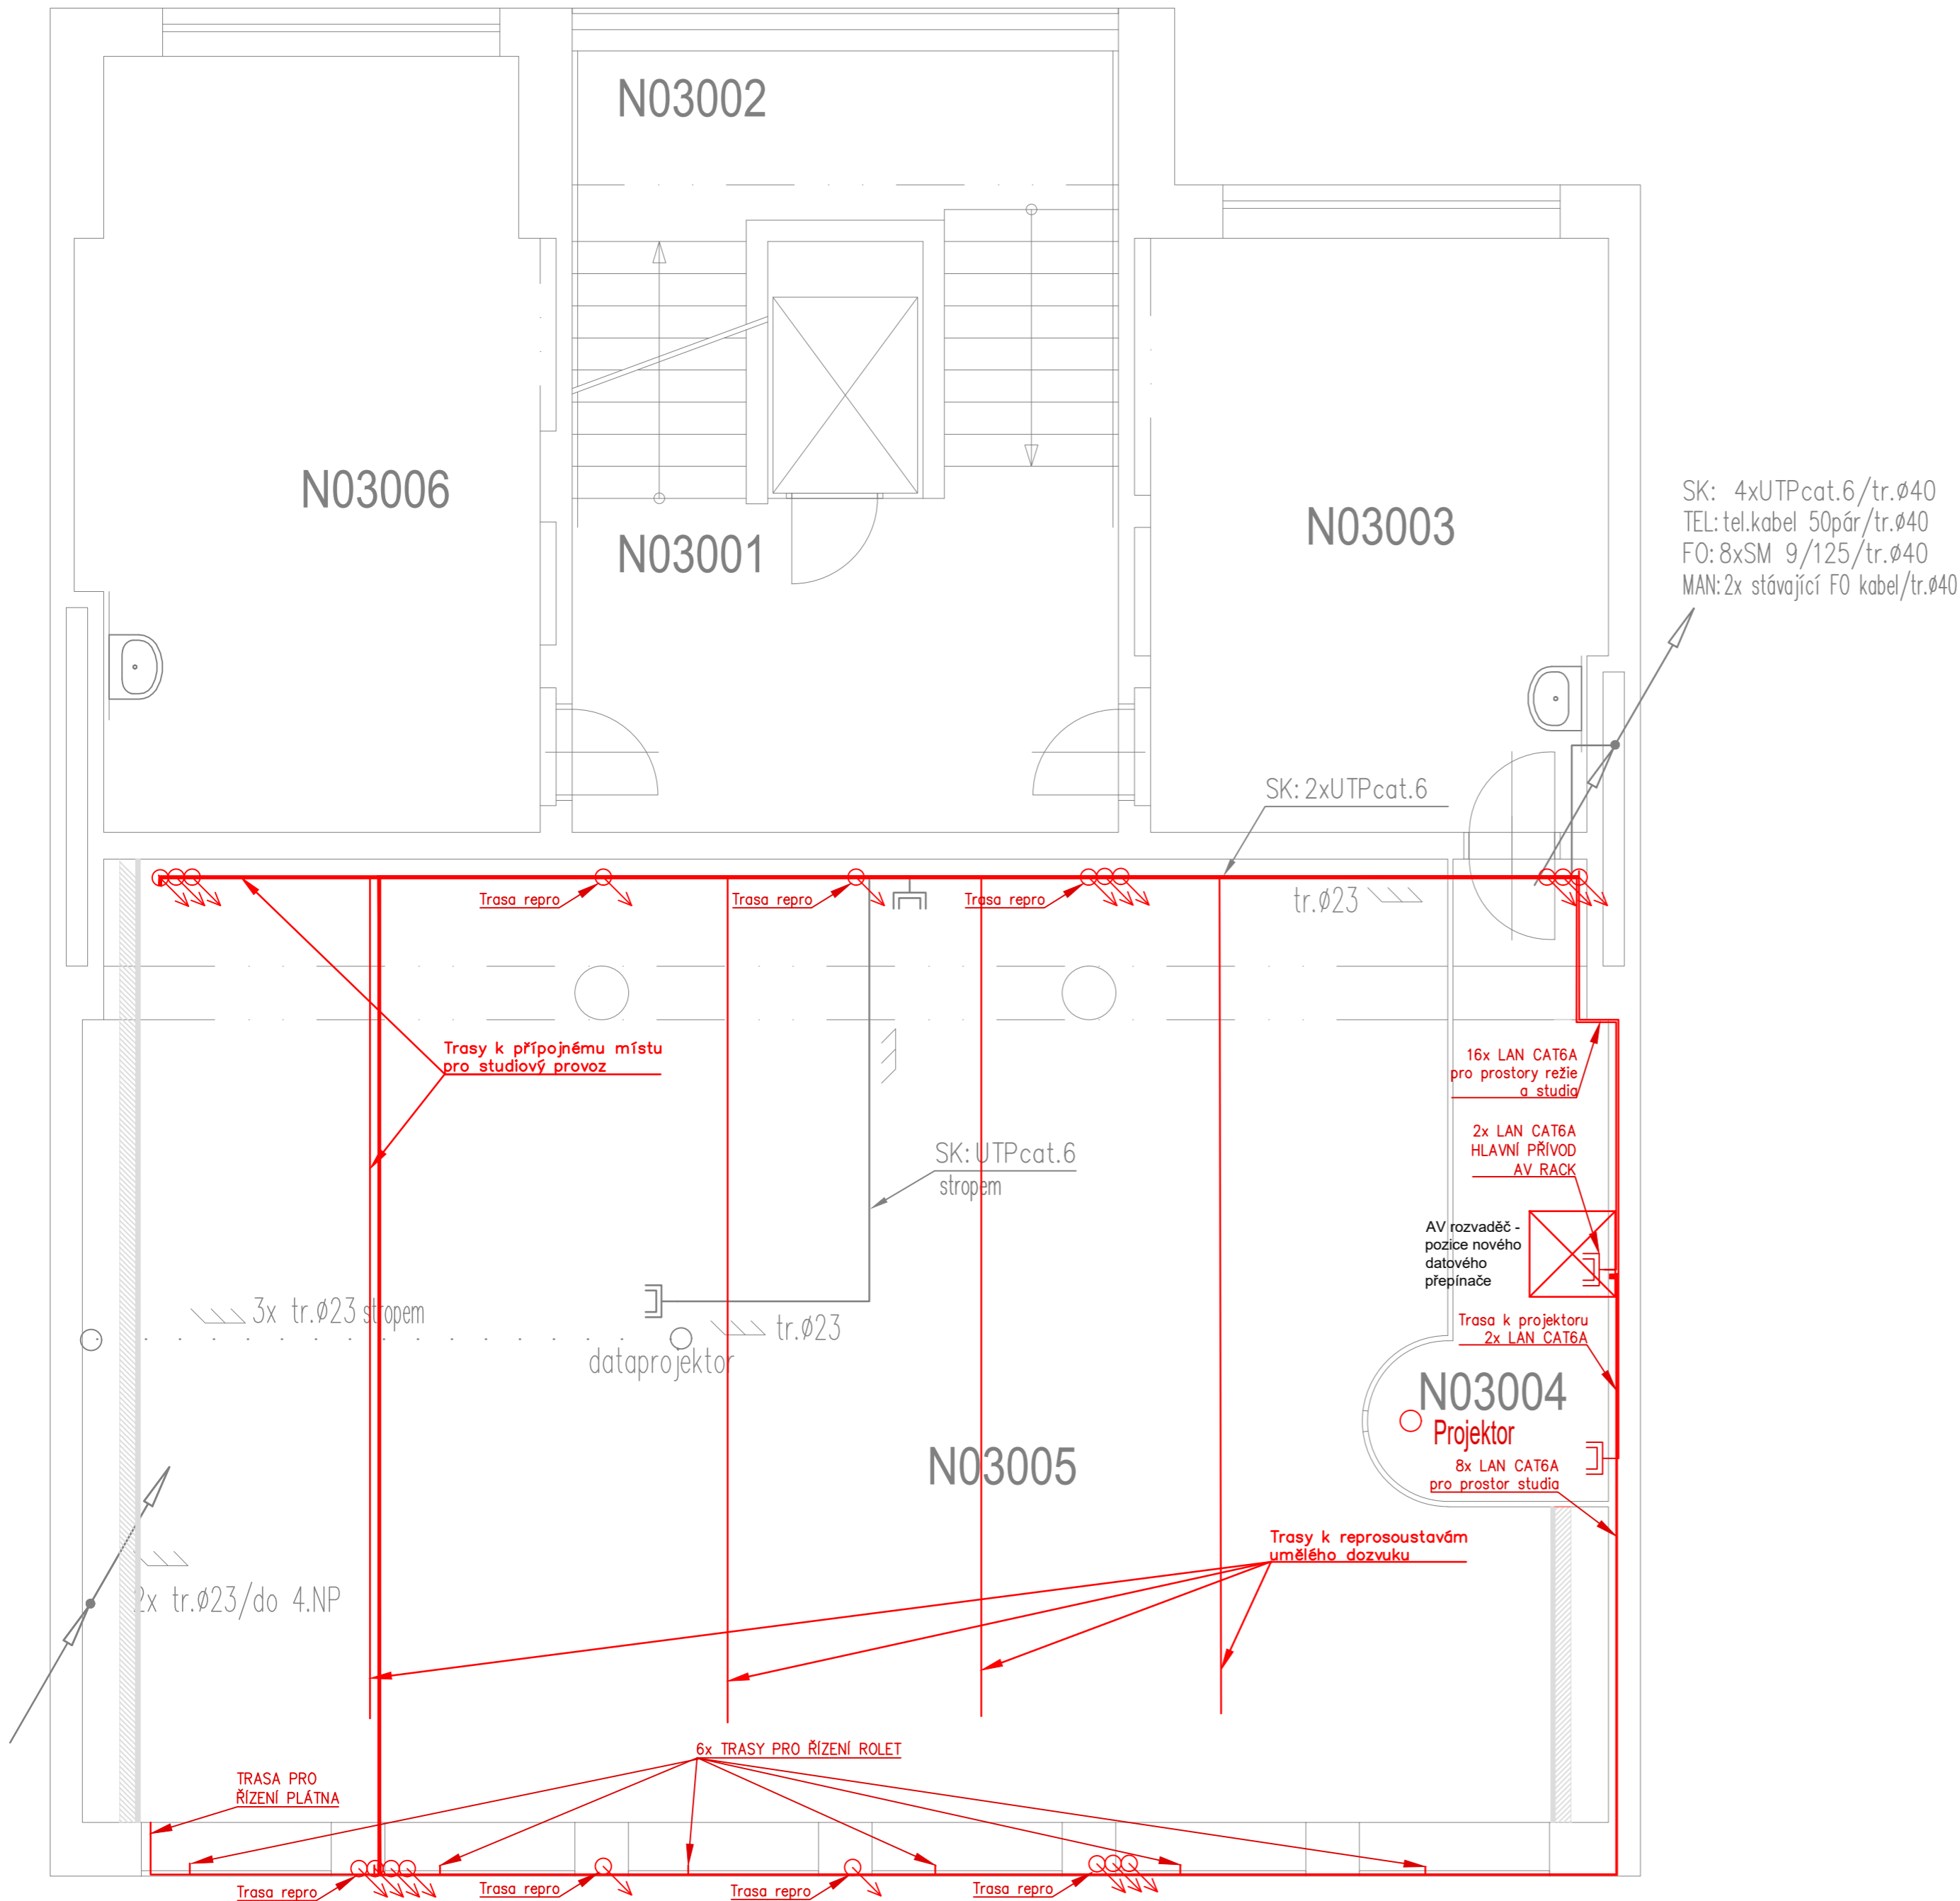 N03002
N03006
N03001
N03003
SK: 4xUTPcat.6/tr.ø40
TEL: tel.kabel 50pár/tr.ø40
FO: 8xSM 9/125/tr.ø40
MAN: 2x stávající FO kabel/tr.ø40
SK: 2xUTPcat.6
Trasa repro
Trasa repro
Trasa repro
tr.ø23
Trasy k přípojnému místu
pro studiový provoz
16x LAN CAT6A
pro prostory režie
a studia
2x LAN CAT6A
HLAVNÍ PŘÍVOD
AV RACK
SK: UTPcat.6
stropem
AV rozvaděč -
pozice nového
datového
přepínače
3x tr.ø23 stropem
tr.ø23
dataprojektor
Trasa k projektoru
2x LAN CAT6A
N03004
Projektor
N03005
8x LAN CAT6A
pro prostor studia
Trasy k reprosoustavám
umělého dozvuku
2x tr.ø23/do 4.NP
6x TRASY PRO ŘÍZENÍ ROLET
TRASA PRO
ŘÍZENÍ PLÁTNA
Trasa repro
Trasa repro
Trasa repro
Trasa repro